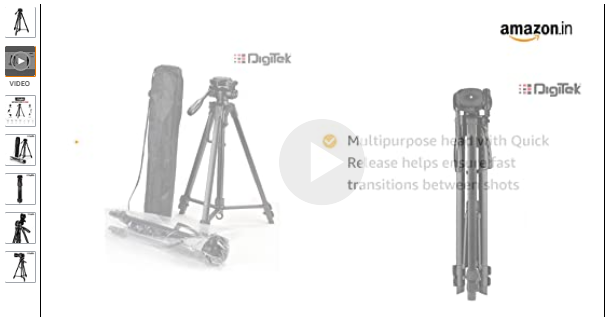 VIDEO
amazon.in
DigiTek
DigiTek
Multipurpose head with Quick
Release helps ensure fast
transitions between shots